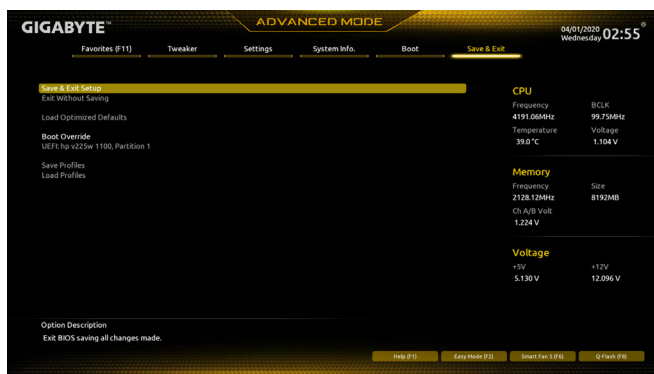 GIGABYTE™
ADVANCED MODE
04/01/2020
Wednesday 02:55
Favorites (F11) Tweaker Settings System Info. Boot Save & Exit
Save & Exit Setup
Exit Without Saving
Load Optimized Defaults
Boot Override
UEFI: hp v225w 1100, Partition 1
Save Profiles
Load Profiles
CPU
Frequency BCLK
4191.06MHz 99.75MHz
Temperature Voltage
39.0 °C 1.104 V
Memory
Frequency Size
2128.12MHz 8192MB
Ch A/B Volt
1.224 V
Voltage
+5V +12V
5.130 V 12.096 V
Option Description
Exit BIOS saving all changes made.
Help (F1) Easy Mode (F2) Smart Fan 5 (F6) Q-Flash (F8)